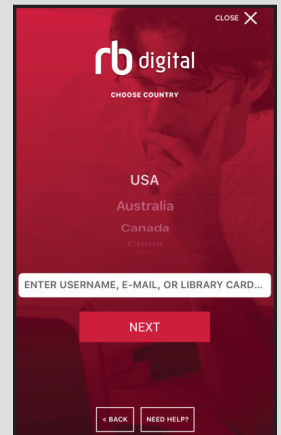 CLOSE X
rb digital
CHOOSE COUNTRY
USA
Australia
Canada
China
ENTER USERNAME, E-MAIL, OR LIBRARY CARD...
NEXT
< BACK NEED HELP?